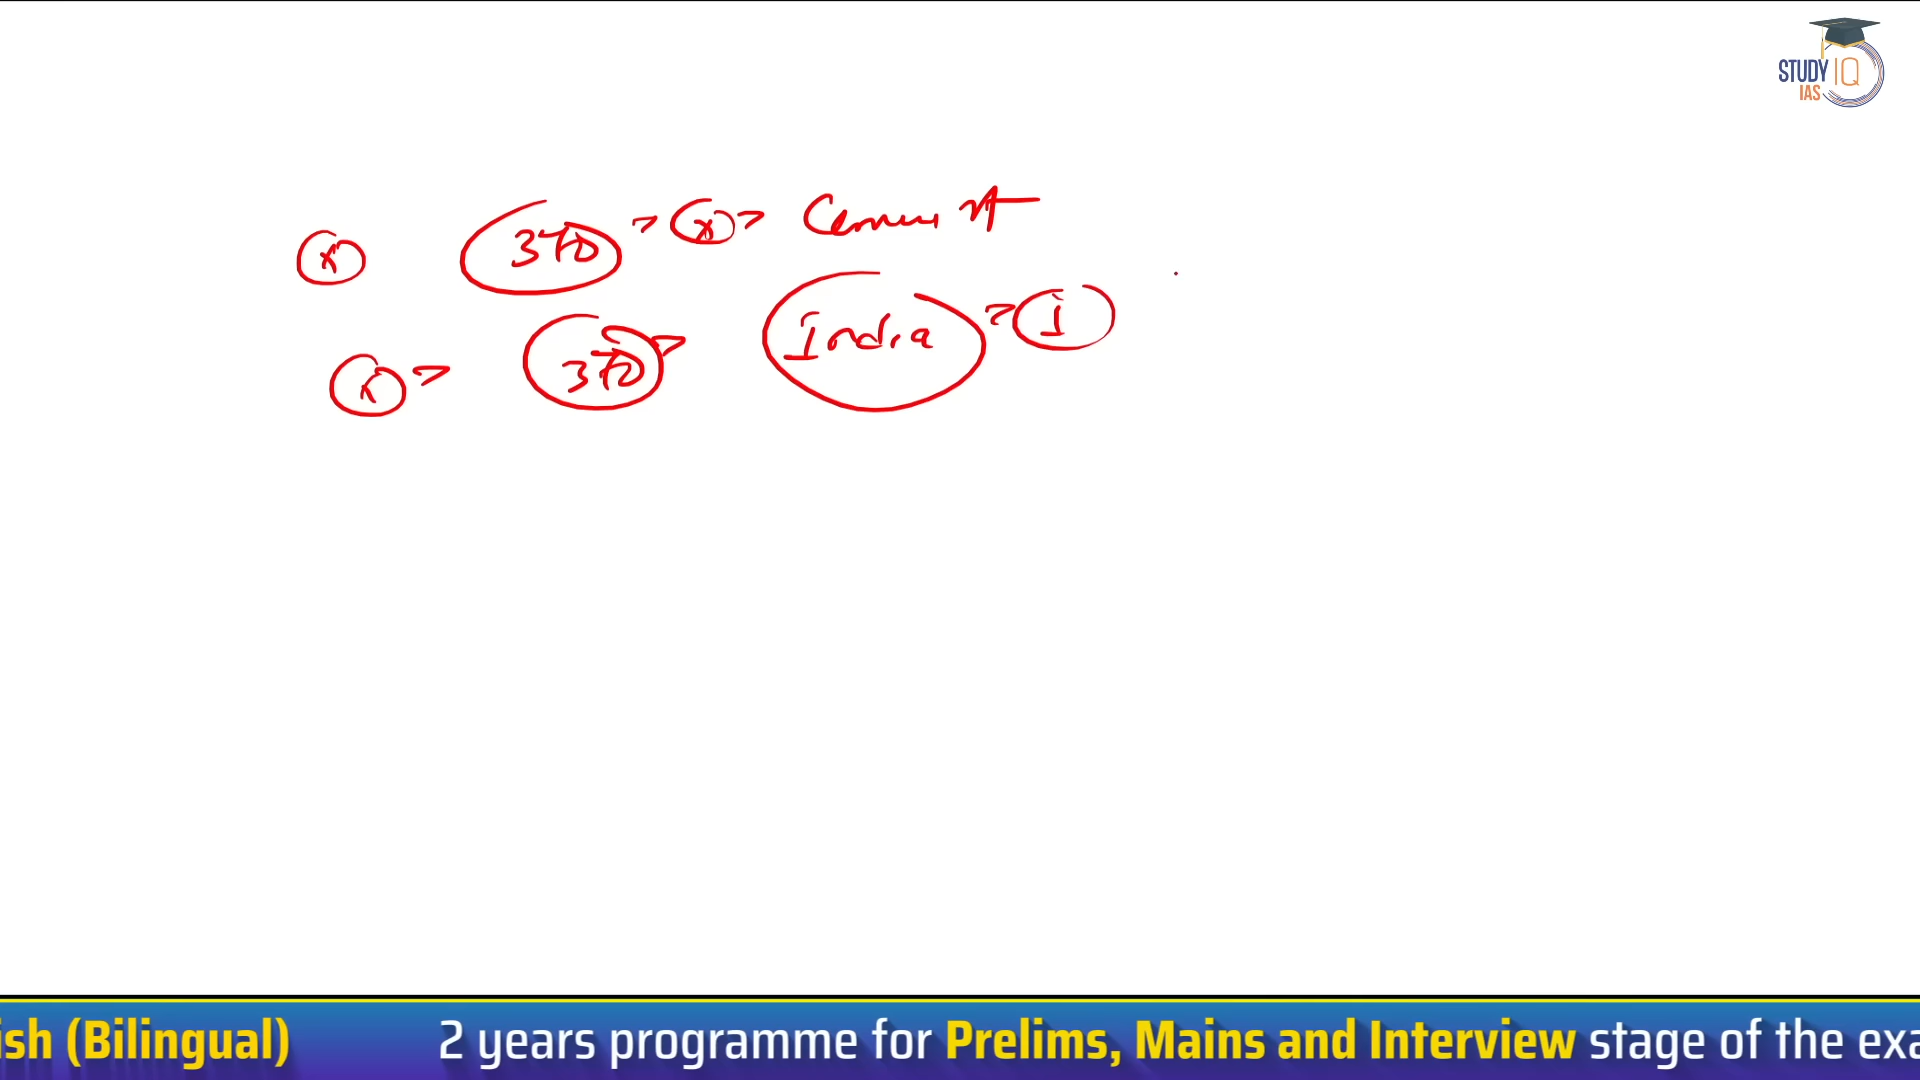 STUDY IQ
IAS
x 370 > x >
x > 370 > India > I
ish (Bilingual) 2 years programme for Prelims, Mains and Interview stage of the exa